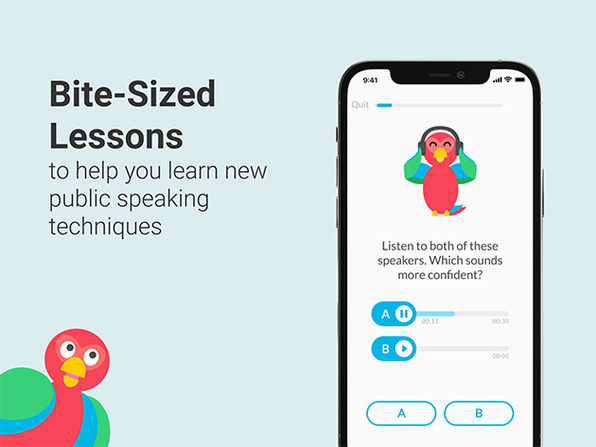 Bite-Sized
Lessons
to help you learn new
public speaking
techniques
9:41
Quit
Listen to both of these
speakers. Which sounds
more confident?
A
00:11 00:30
B
00:00
A B